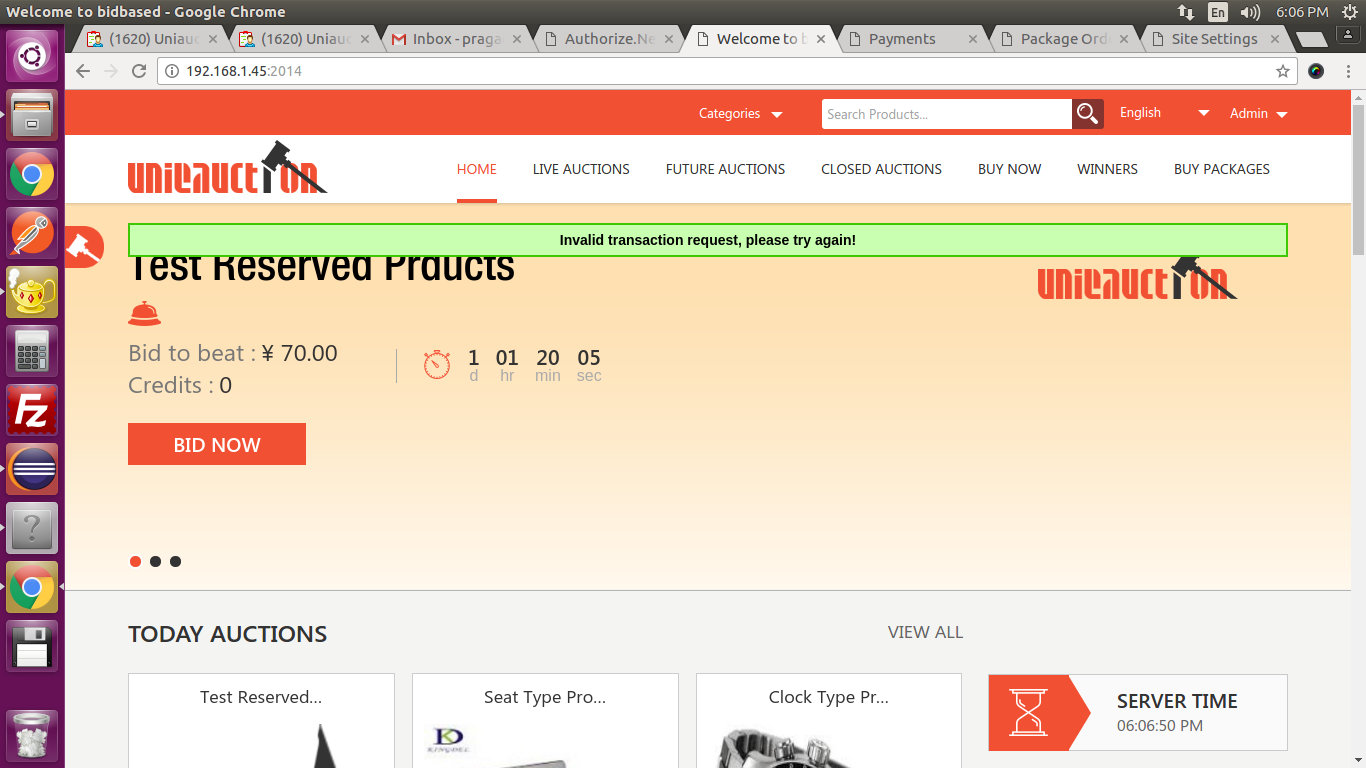 Welcome to bidbased - Google Chrome
En
6:06 PM
(1620) Uniauc
(1620) Uniauc
Inbox - praga
Authorize.Ne
Welcome to b
Payments
Package Orde
Site Settings
192.168.1.45:2014
Categories
Search Products...
English
Admin
uniauction
HOME
LIVE AUCTIONS
FUTURE AUCTIONS
CLOSED AUCTIONS
BUY NOW
WINNERS
BUY PACKAGES
Invalid transaction request, please try again!
Test Reserved Prducts
uniauction
Bid to beat : ¥ 70.00
Credits : 0
1 01 20 05
d hr min sec
BID NOW
TODAY AUCTIONS
VIEW ALL
Test Reserved...
Seat Type Pro...
Clock Type Pr...
SERVER TIME
06:06:50 PM
KINGDEL
Fz